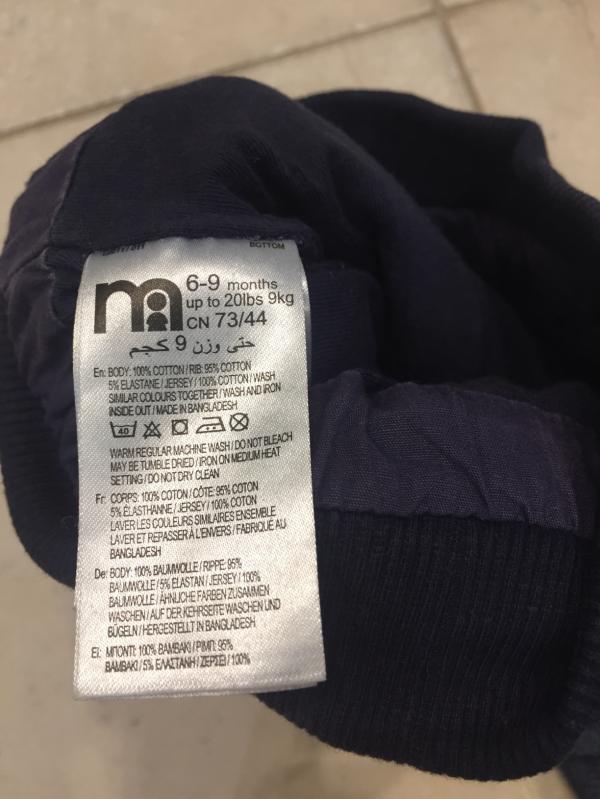 BOTTOM
6-9 months
up to 20lbs 9kg
CN 73/44
حتى وزن 9 كجم
En: BODY: 100% COTTON / RIB: 95% COTTON
5% ELASTANE / JERSEY / 100% COTTON / WASH
SIMILAR COLOURS TOGETHER / WASH AND IRON
INSIDE OUT / MADE IN BANGLADESH
40
WARM REGULAR MACHINE WASH / DO NOT BLEACH
MAY BE TUMBLE DRIED / IRON ON MEDIUM HEAT
SETTING / DO NOT DRY CLEAN
Fr: CORPS: 100% COTON / CÔTE: 95% COTON
5% ÉLASTHANNE / JERSEY / 100% COTON
LAVER LES COULEURS SIMILAIRES ENSEMBLE
LAVER ET REPASSER À L'ENVERS / FABRIQUÉ AU
BANGLADESH
De: BODY: 100% BAUMWOLLE / RIPPE: 95%
BAUMWOLLE / 5% ELASTAN / JERSEY / 100%
BAUMWOLLE / ÄHNLICHE FARBEN ZUSAMMEN
WASCHEN / AUF DER KEHRSEITE WASCHEN UND
BÜGELN / HERGESTELLT IN BANGLADESH
El: ΜΠΟΝΤΙ: 100% ΒΑΜΒΑΚΙ / ΡΙΜΠ: 95%
ΒΑΜΒΑΚΙ / 5% ΕΛΑΣΤΑΝΗ / ΖΕΡΣΕΪ / 100%